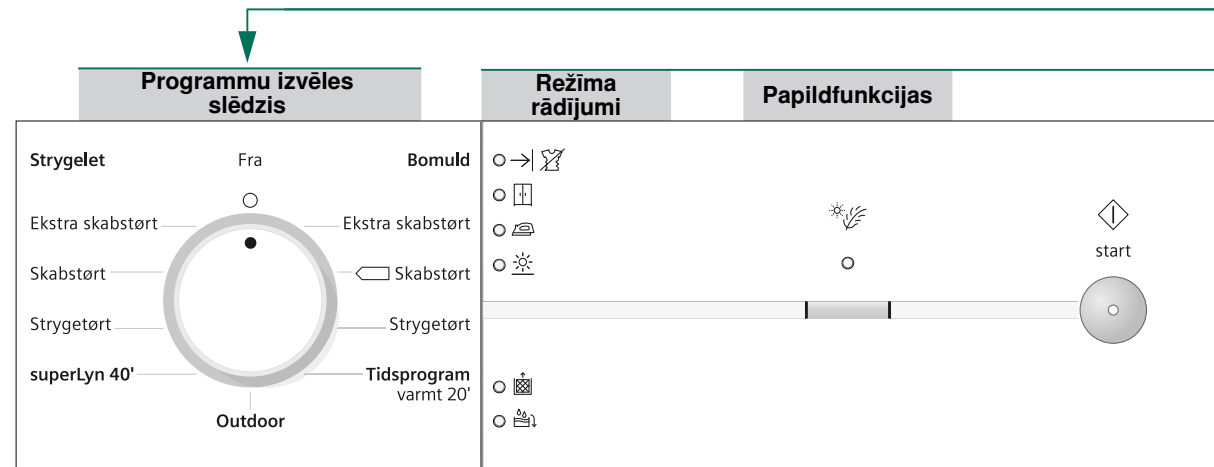 Programmu izvēles
slēdzis
Režīma
rādījumi
Papildfunkcijas
Strygelet
Fra
Bomuld
Ekstra skabstørt
Ekstra skabstørt
Skabstørt
Skabstørt
Strygetørt
Strygetørt
superLyn 40'
Tidsprogram
varmt 20'
Outdoor
start